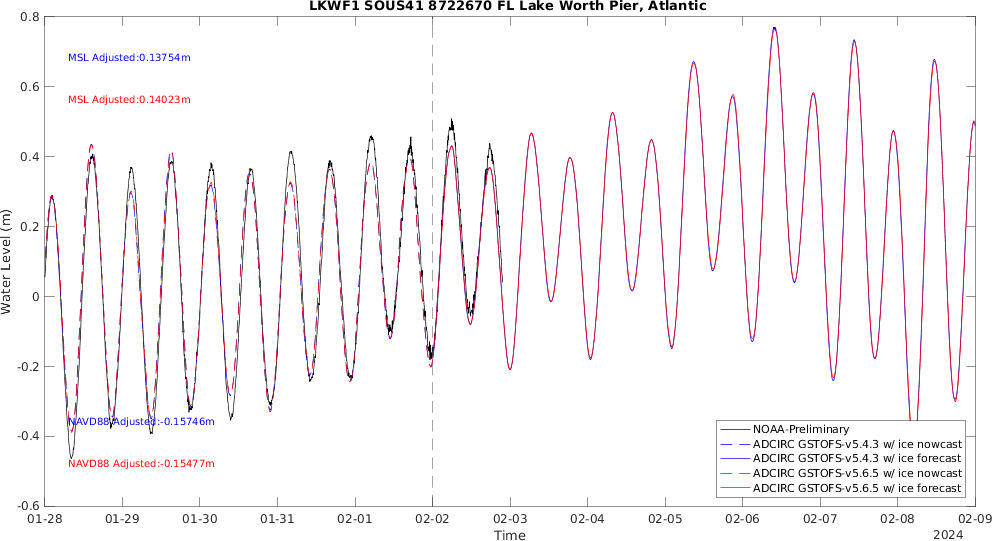 LKWF1 SOUS41 8722670 FL Lake Worth Pier, Atlantic
0.8
0.6
0.4
0.2
0
-0.2
-0.4
-0.6
Water Level (m)
MSL Adjusted:0.13754m
MSL Adjusted:0.14023m
NAVD88 Adjusted:-0.15746m
NAVD88 Adjusted:-0.15477m
NOAA-Preliminary
ADCIRC GSTOFS-v5.4.3 w/ ice nowcast
ADCIRC GSTOFS-v5.4.3 w/ ice forecast
ADCIRC GSTOFS-v5.6.5 w/ ice nowcast
ADCIRC GSTOFS-v5.6.5 w/ ice forecast
01-28 01-29 01-30 01-31 02-01 02-02 02-03 02-04 02-05 02-06 02-07 02-08 02-09
Time
2024